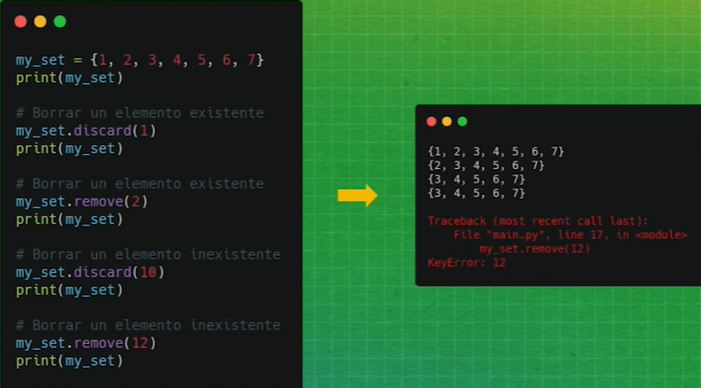 my_set = {1, 2, 3, 4, 5, 6, 7}
print(my_set)
# Borrar un elemento existente
my_set.discard(1)
print(my_set)
# Borrar un elemento existente
my_set.remove(2)
print(my_set)
# Borrar un elemento inexistente
my_set.discard(10)
print(my_set)
# Borrar un elemento inexistente
my_set.remove(12)
print(my_set)
{1, 2, 3, 4, 5, 6, 7}
{2, 3, 4, 5, 6, 7}
{3, 4, 5, 6, 7}
{3, 4, 5, 6, 7}
Traceback (most recent call last):
File "main.py", line 17, in <module>
my_set.remove(12)
KeyError: 12